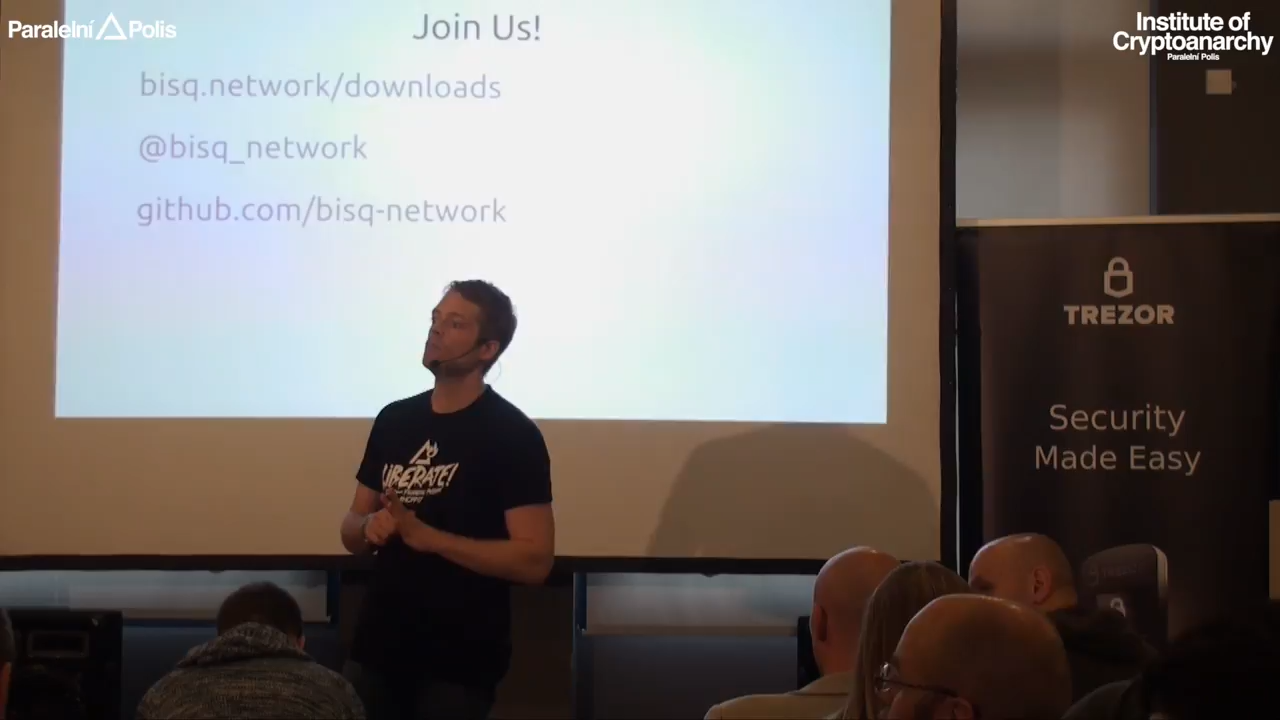 Paralelní Polis
Institute of
Cryptoanarchy
Paralelní Polis
Join Us!
bisq.network/downloads
@bisq_network
github.com/bisq-network
TREZOR
Security
Made Easy
LIBERATE!